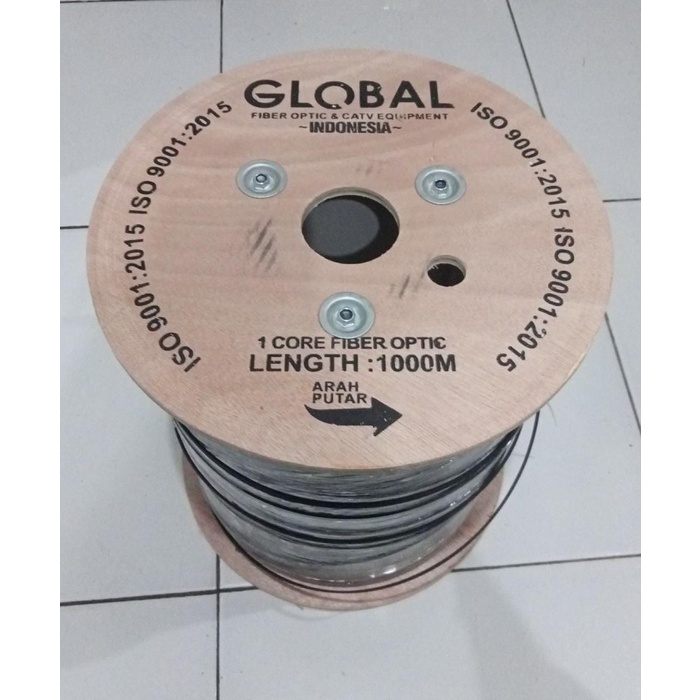 GLOBAL
FIBER OPTIC & CATV EQUIPMENT
~INDONESIA~
ISO 9001:2015 ISO 9001:2015
ISO 9001:2015 ISO 9001:2015
1 CORE FIBER OPTIC
LENGTH :1000M
ARAH
PUTAR